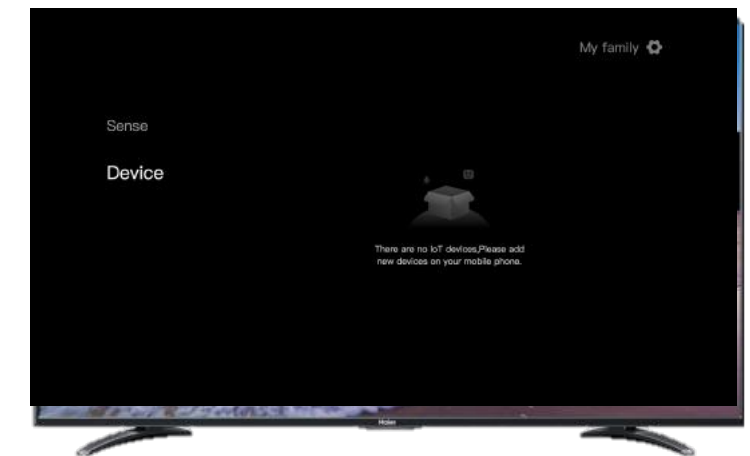 My family
Sense
Device
There are no IoT devices,Please add
new devices on your mobile phone.
Haier